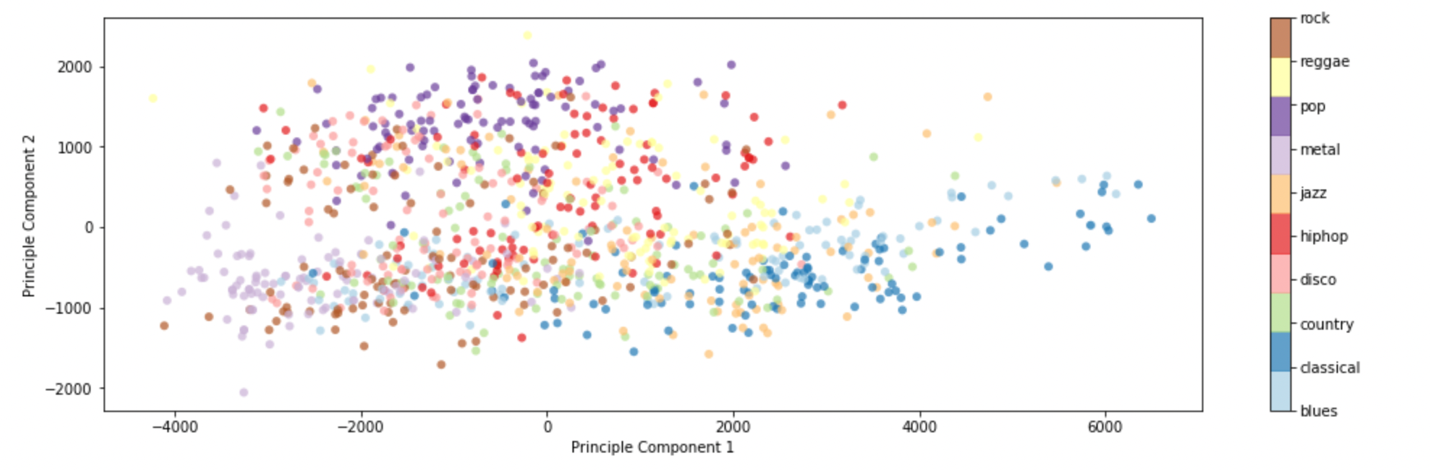 2000
1000
0
−1000
−2000
Principle Component 2
−4000
−2000
0
2000
4000
6000
Principle Component 1
rock
reggae
pop
metal
jazz
hiphop
disco
country
classical
blues